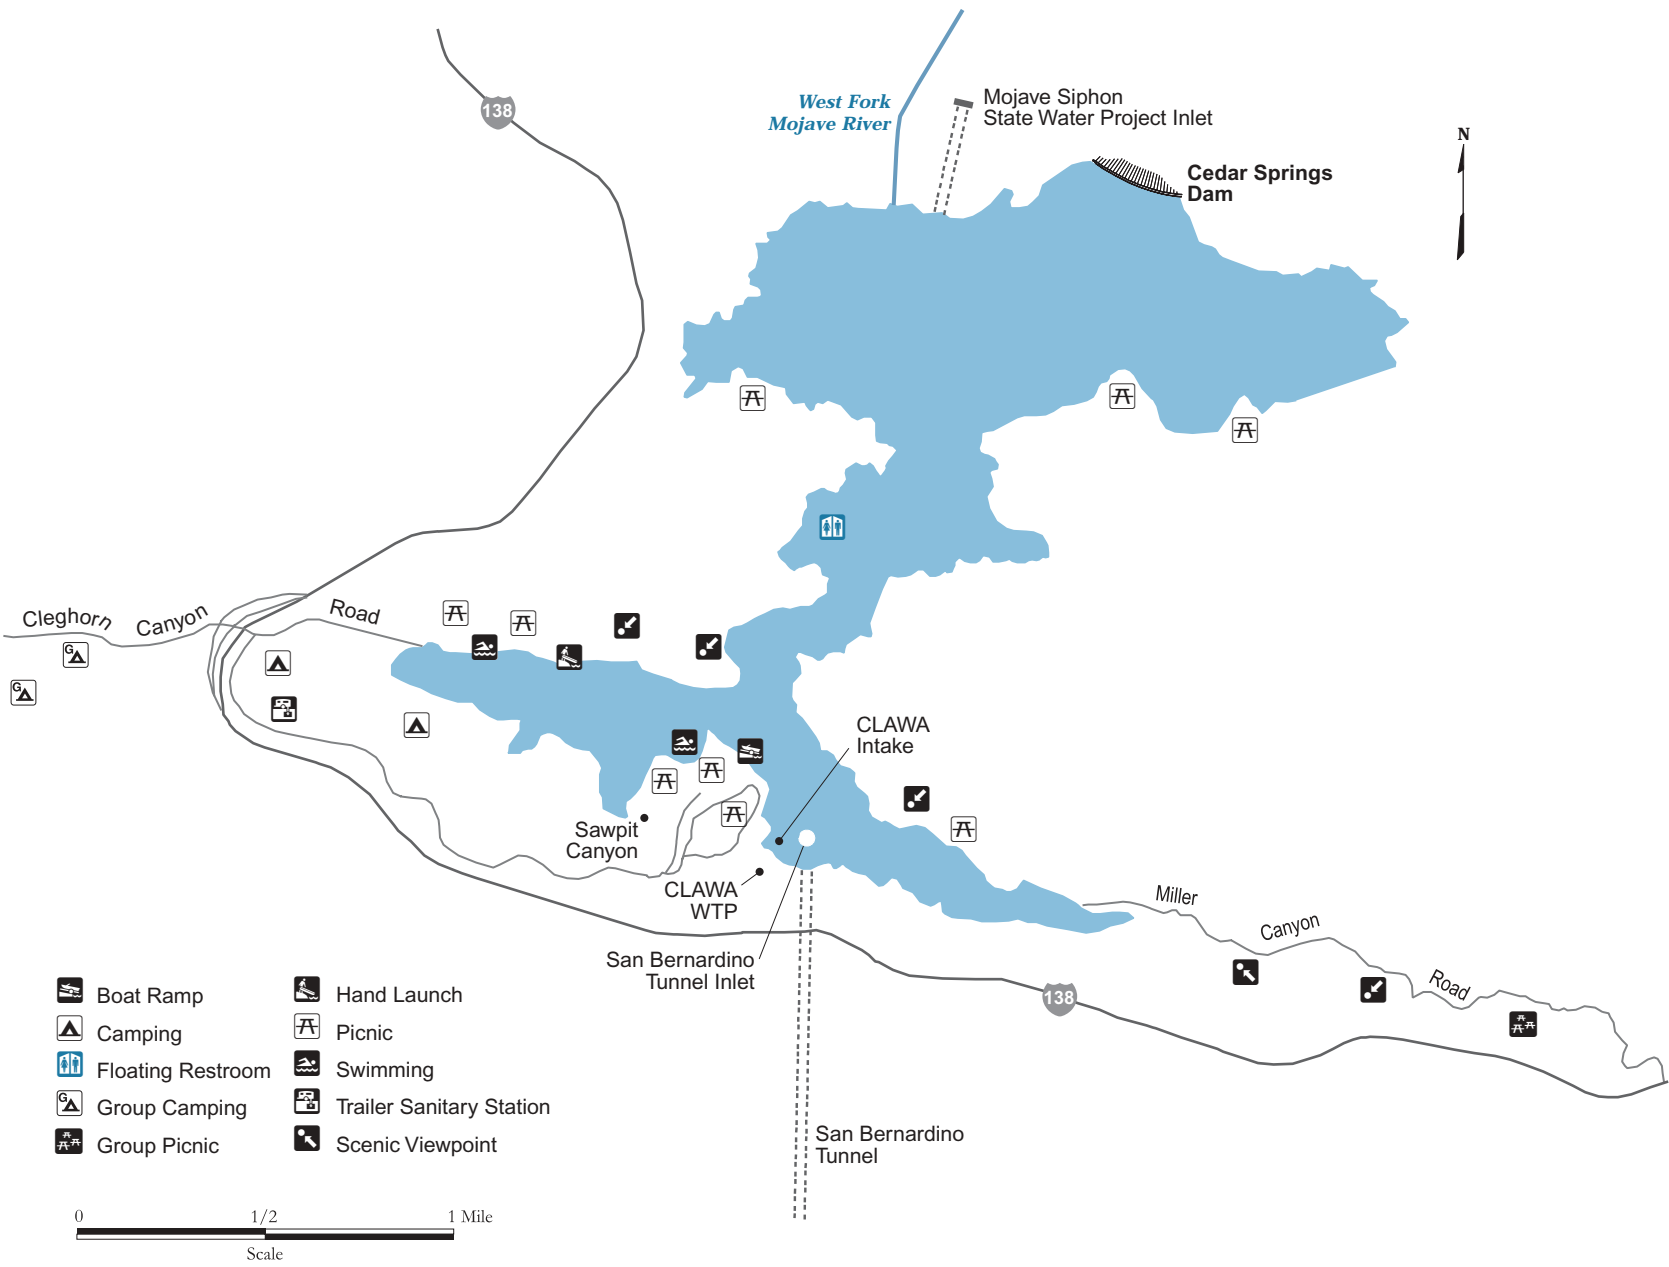 138
West Fork
Mojave River
Mojave Siphon
State Water Project Inlet
N
Cedar Springs
Dam
Cleghorn Canyon Road
G
G
CLAWA
Intake
Sawpit
Canyon
CLAWA
WTP
San Bernardino
Tunnel Inlet
Miller Canyon Road
138
Boat Ramp
Camping
Floating Restroom
G
Group Camping
Group Picnic
Hand Launch
Picnic
Swimming
Trailer Sanitary Station
Scenic Viewpoint
San Bernardino
Tunnel
0 1/2 1 Mile
Scale